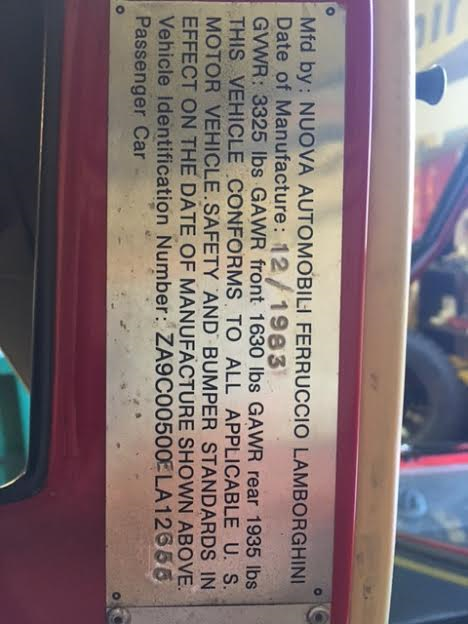 Mfd by: NUOVA AUTOMOBILI FERRUCCIO LAMBORGHINI
Date of Manufacture: 12/1983
GVWR: 3325 lbs GAWR front 1630 lbs GAWR rear 1935 lbs
THIS VEHICLE CONFORMS TO ALL APPLICABLE U. S.
MOTOR VEHICLE SAFETY AND BUMPER STANDARDS IN
EFFECT ON THE DATE OF MANUFACTURE SHOWN ABOVE.
Vehicle Identification Number:
Passenger Car